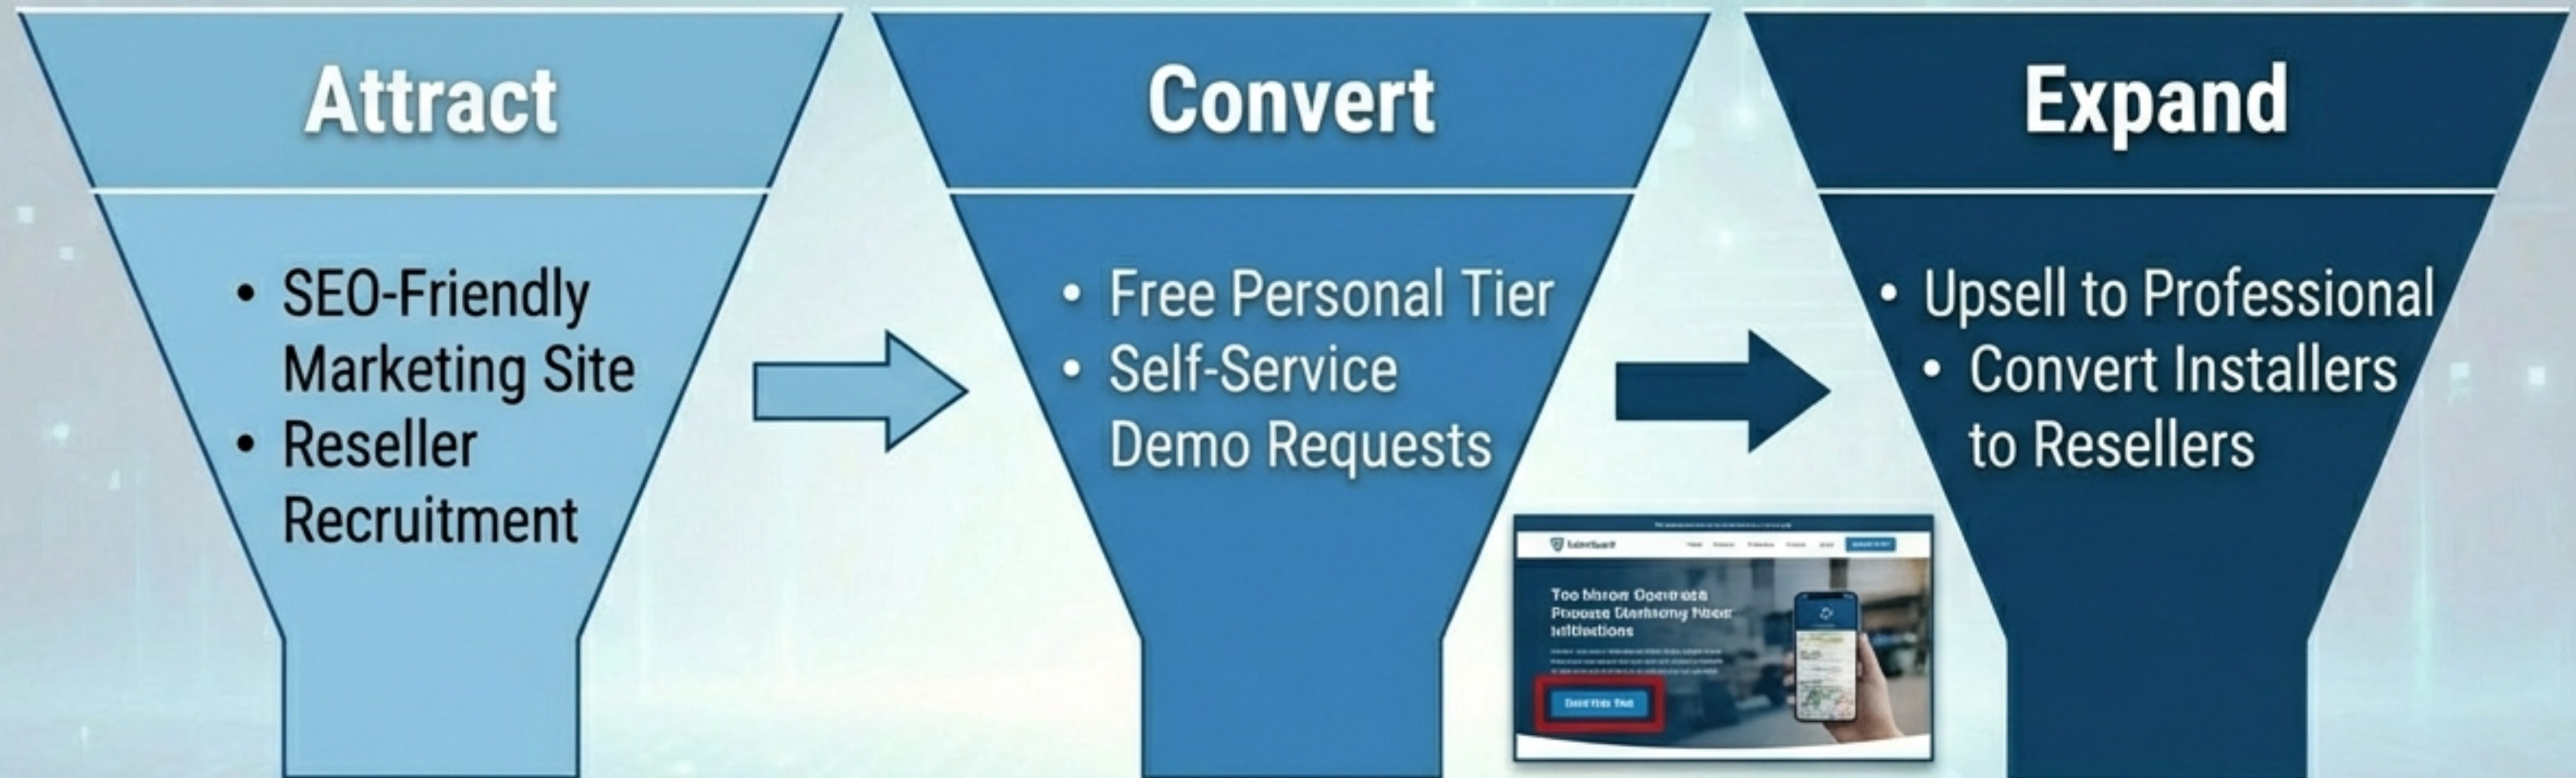 Attract
• SEO-Friendly
Marketing Site
• Reseller
Recruitment
Convert
• Free Personal Tier
• Self-Service
Demo Requests
Expand
• Upsell to Professional
• Convert Installers
to Resellers